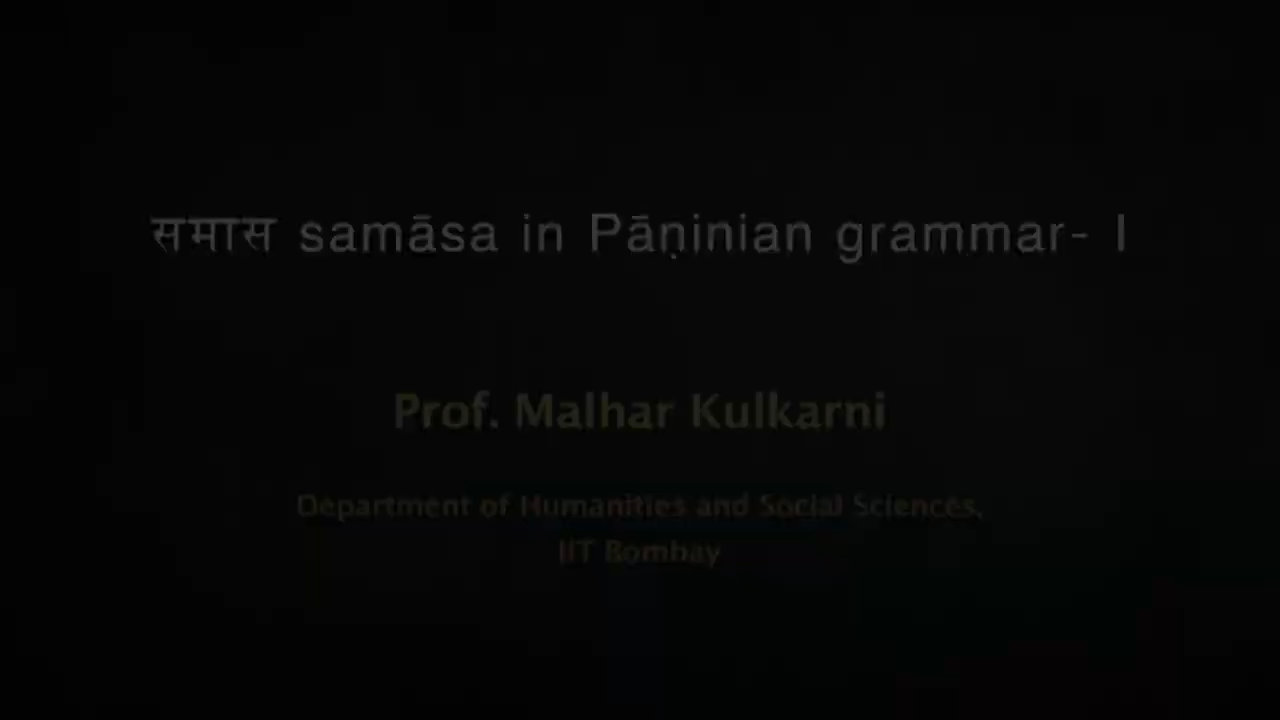 समास samāsa in Pāṇinian grammar- I
Prof. Malhar Kulkarni
Department of Humanities and Social Sciences,
IIT Bombay